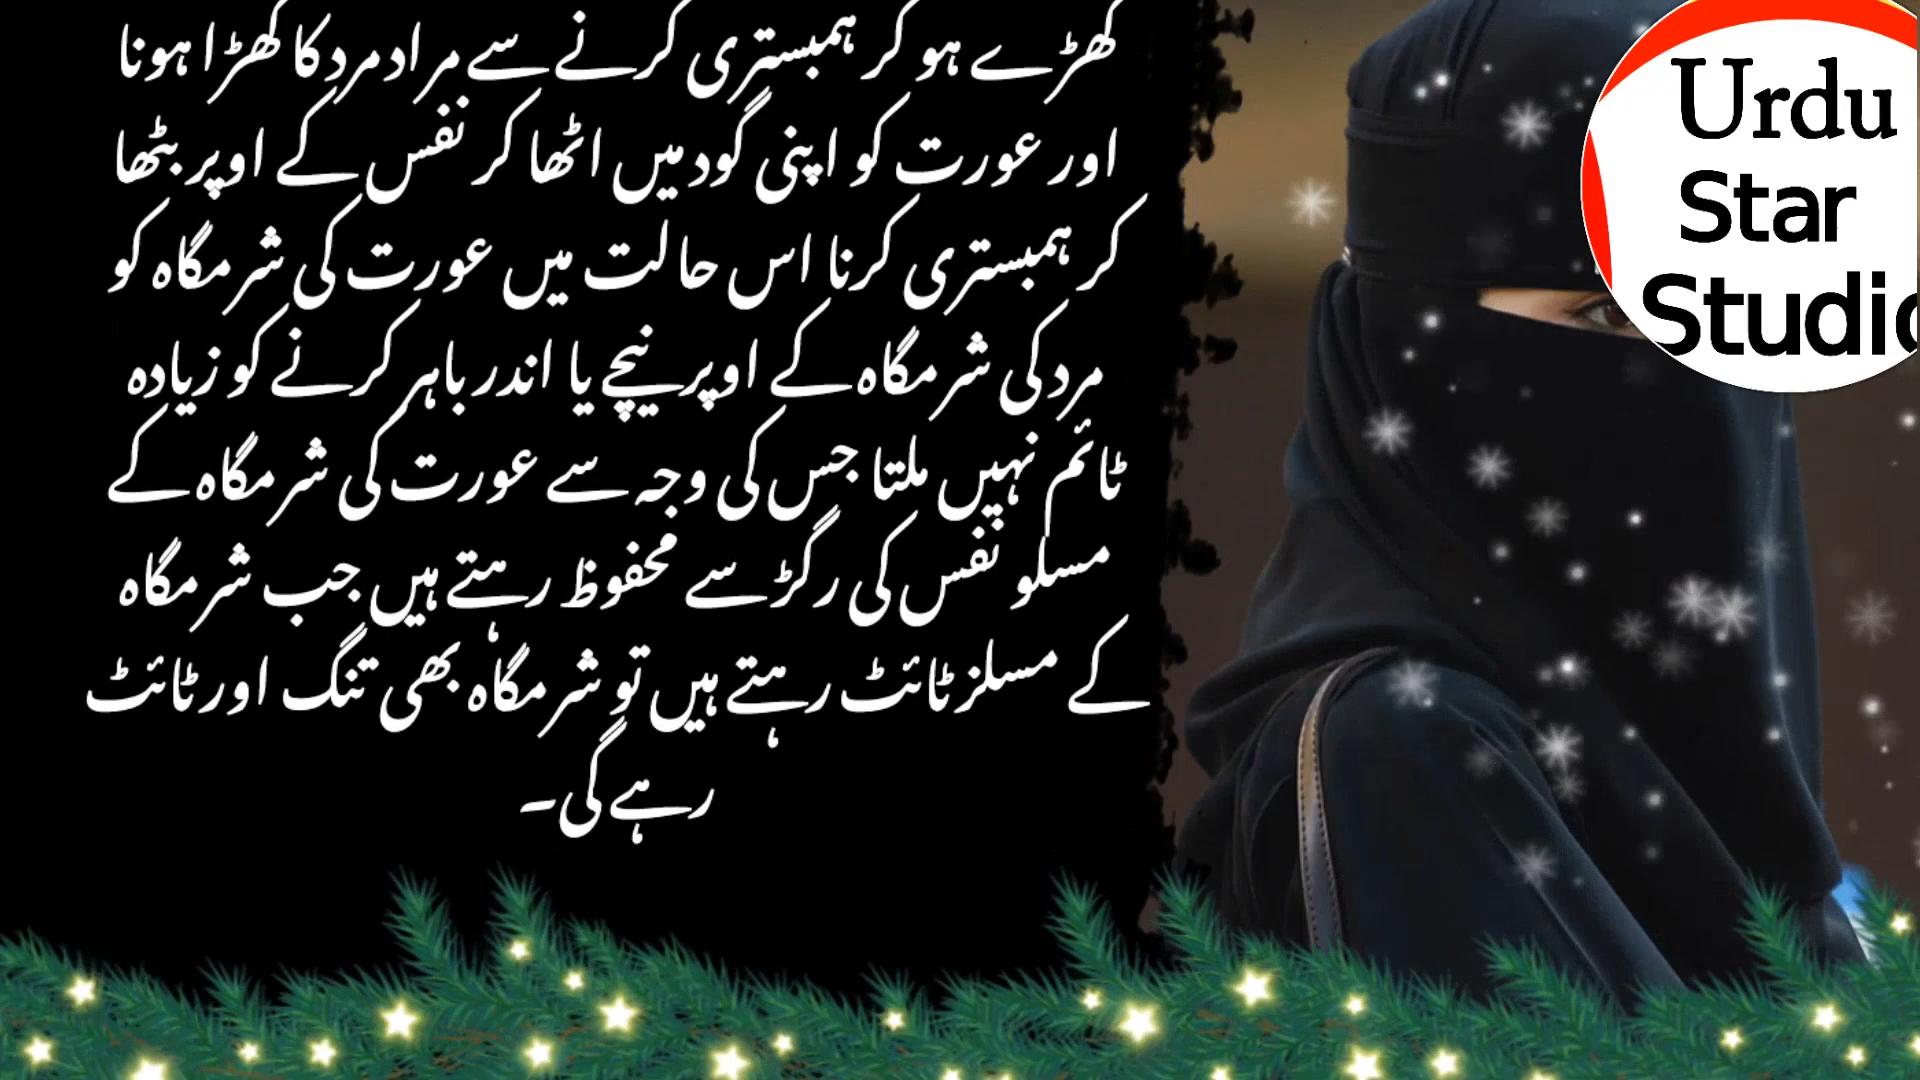 کھڑے ہو کر ہمبستری کرنے سے مراد مرد کا کھڑا ہونا
اور عورت کو اپنی گود میں اٹھا کر نفس کے اوپر بٹھا
کر ہمبستری کرنا اس حالت میں عورت کی شرمگاہ کو
مرد کی شرمگاہ کے اوپر نیچے یا اندر باہر کرنے کو زیادہ
ٹائم نہیں ملتا جس کی وجہ سے عورت کی شرمگاہ کے
مسلو نفس کی رگڑ سے محفوظ رہتے ہیں جب شرمگاہ
کے مسلز ٹائٹ رہتے ہیں تو شرمگاہ بھی تنگ اور ٹائٹ
رہے گی۔
Urdu
Star
Studio